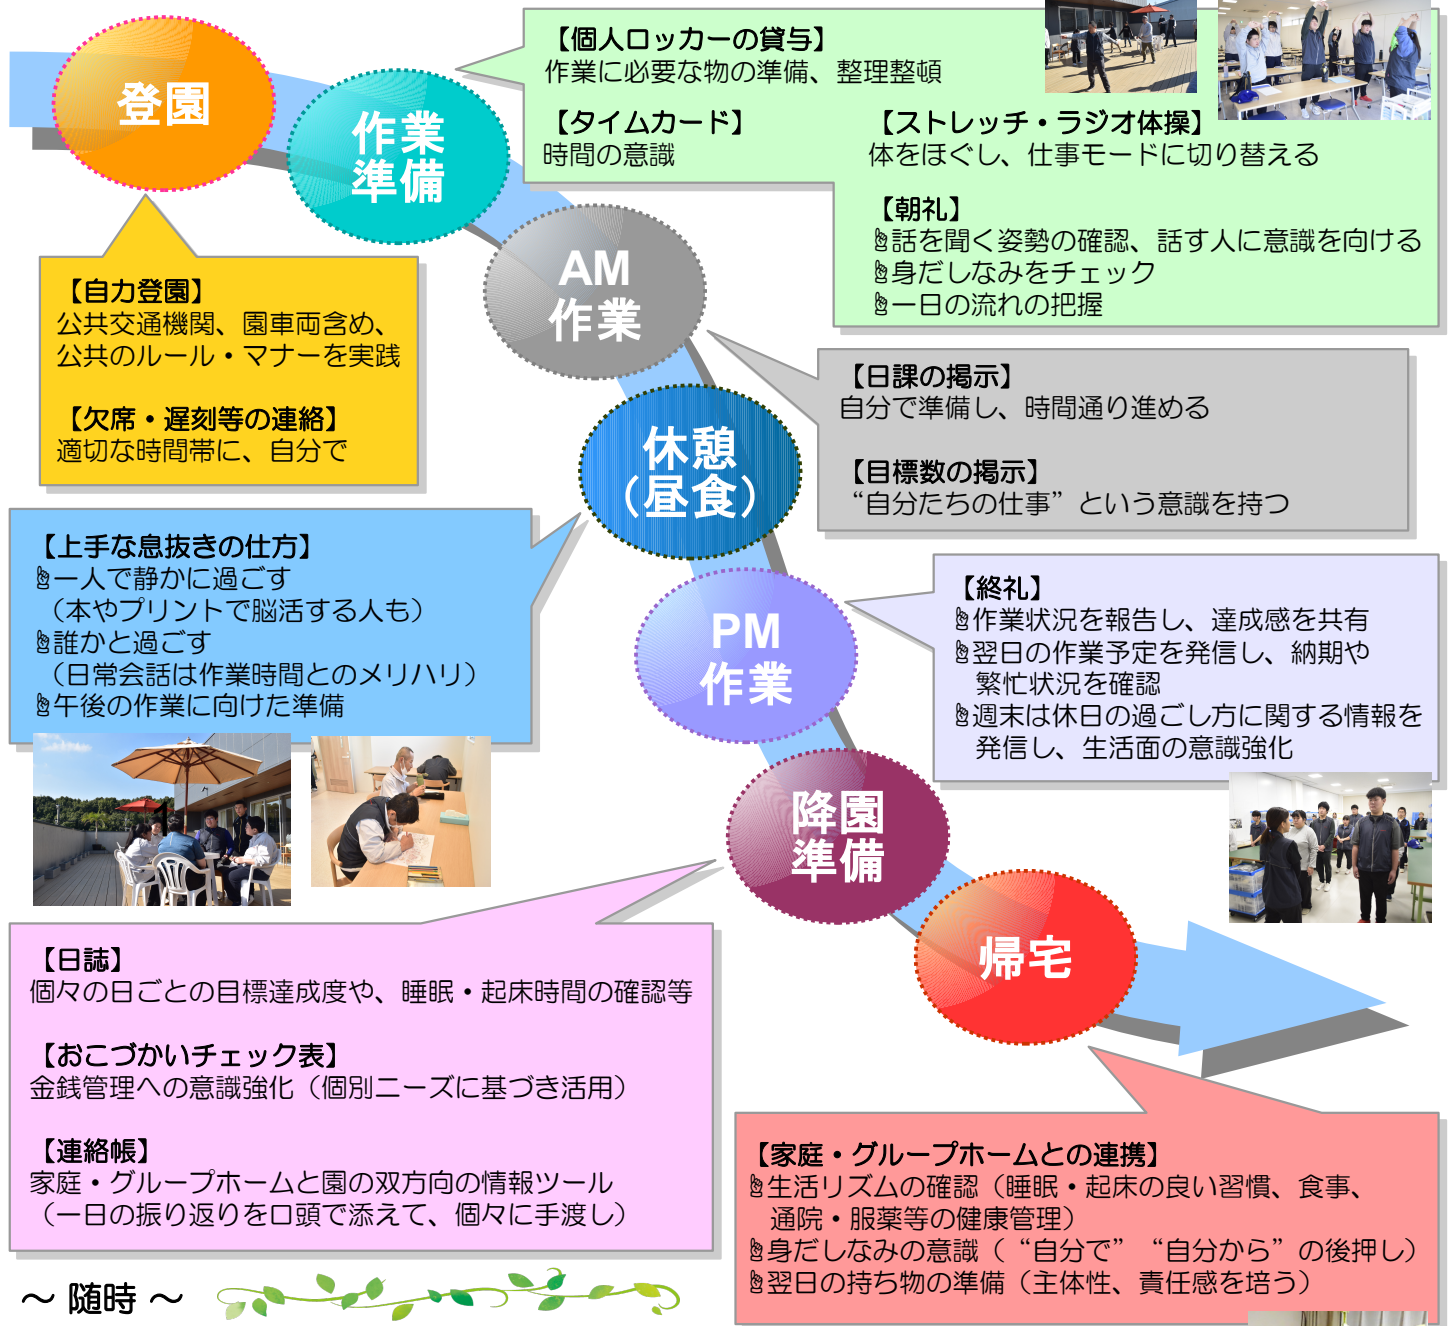 登園
【自力登園】
公共交通機関、園車両含め、
公共のルール・マナーを実践
【欠席・遅刻等の連絡】
適切な時間帯に、自分で
作業
準備
【個人ロッカーの貸与】
作業に必要な物の準備、整理整頓
【タイムカード】
時間の意識
【ストレッチ・ラジオ体操】
体をほぐし、仕事モードに切り替える
【朝礼】
話を聞く姿勢の確認、話す人に意識を向ける
身だしなみをチェック
一日の流れの把握
AM
作業
【日課の掲示】
自分で準備し、時間通り進める
【目標数の掲示】
“自分たちの仕事”という意識を持つ
休憩
（昼食）
【上手な息抜きの仕方】
一人で静かに過ごす
（本やプリントで脳活する人も）
誰かと過ごす
（日常会話は作業時間とのメリハリ）
午後の作業に向けた準備
PM
作業
【終礼】
作業状況を報告し、達成感を共有
翌日の作業予定を発信し、納期や
繁忙状況を確認
週末は休日の過ごし方に関する情報を
発信し、生活面の意識強化
降園
準備
【日誌】
個々の日ごとの目標達成度や、睡眠・起床時間の確認等
【おこづかいチェック表】
金銭管理への意識強化（個別ニーズに基づき活用）
【連絡帳】
家庭・グループホームと園の双方向の情報ツール
（一日の振り返りを口頭で添えて、個々に手渡し）
帰宅
【家庭・グループホームとの連携】
生活リズムの確認（睡眠・起床の良い習慣、食事、
通院・服薬等の健康管理）
身だしなみの意識（“自分で”“自分から”の後押し）
翌日の持ち物の準備（主体性、責任感を培う）
～ 随時 ～